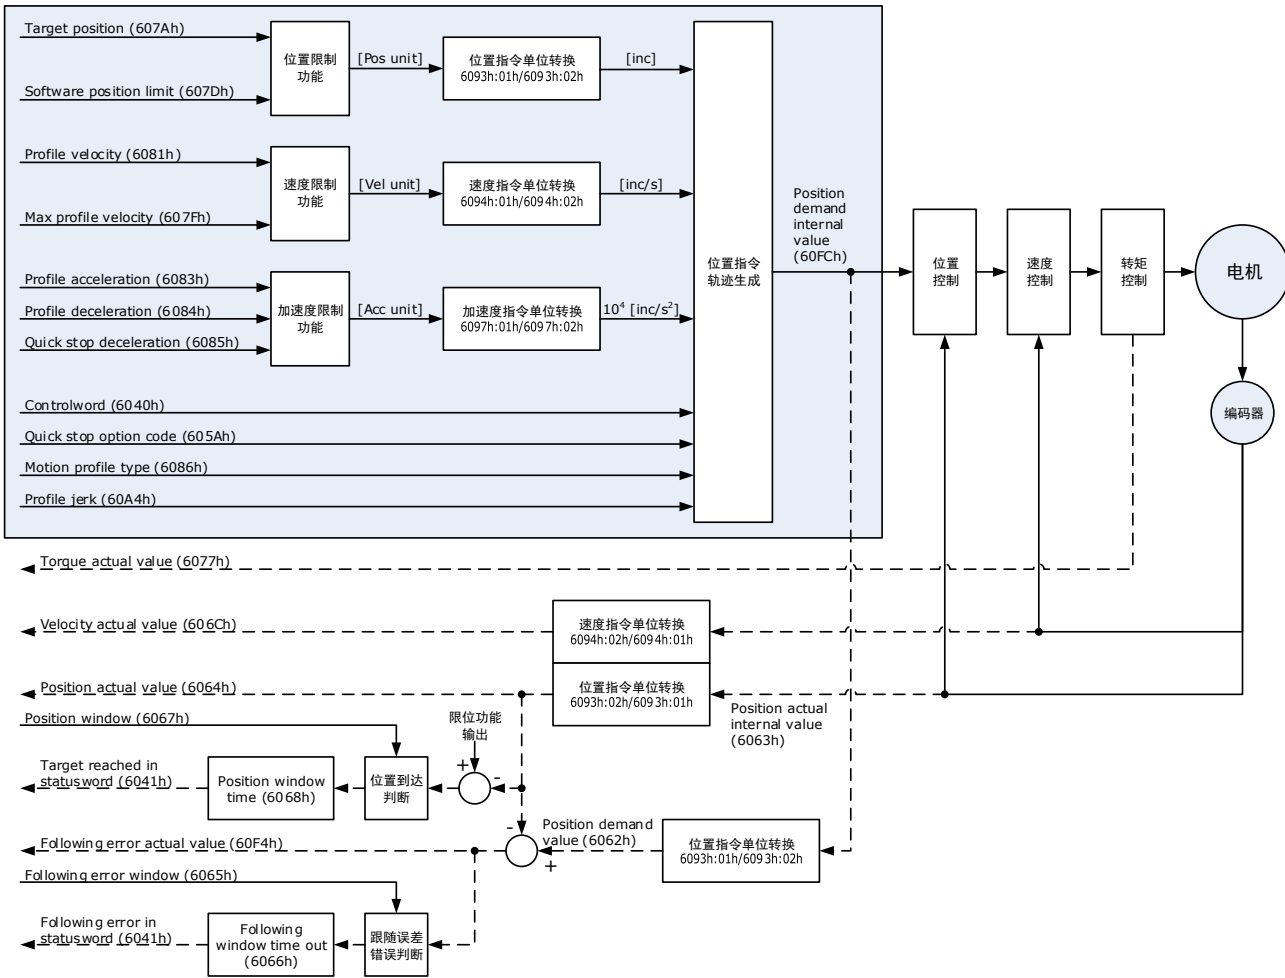 Target position (607Ah)
Software position limit (607Dh)
位置限制
功能
[Pos unit]
位置指令单位转换
6093h:01h/6093h:02h
[inc]
Profile velocity (6081h)
Max profile velocity (607Fh)
速度限制
功能
[Vel unit]
速度指令单位转换
6094h:01h/6094h:02h
[inc/s]
Profile acceleration (6083h)
Profile deceleration (6084h)
Quick stop deceleration (6085h)
加速度限制
功能
[Acc unit]
加速度指令单位转换
6097h:01h/6097h:02h
10⁴ [inc/s²]
Controlword (6040h)
Quick stop option code (605Ah)
Motion profile type (6086h)
Profile jerk (60A4h)
位置指令
轨迹生成
Position
demand
internal
value
(60FCh)
位置
控制
速度
控制
转矩
控制
电机
编码器
Torque actual value (6077h)
Velocity actual value (606Ch)
速度指令单位转换
6094h:02h/6094h:01h
Position actual value (6064h)
位置指令单位转换
6093h:02h/6093h:01h
Position actual
internal value
(6063h)
Position window (6067h)
限位功能
输出
Target reached in
statusword (6041h)
Position window
time (6068h)
位置到达
判断
+
-
Following error actual value (60F4h)
-
+
Position demand
value (6062h)
位置指令单位转换
6093h:01h/6093h:02h
Following error window (6065h)
Following error in
statusword (6041h)
Following
window time out
(6066h)
跟随误差
错误判断